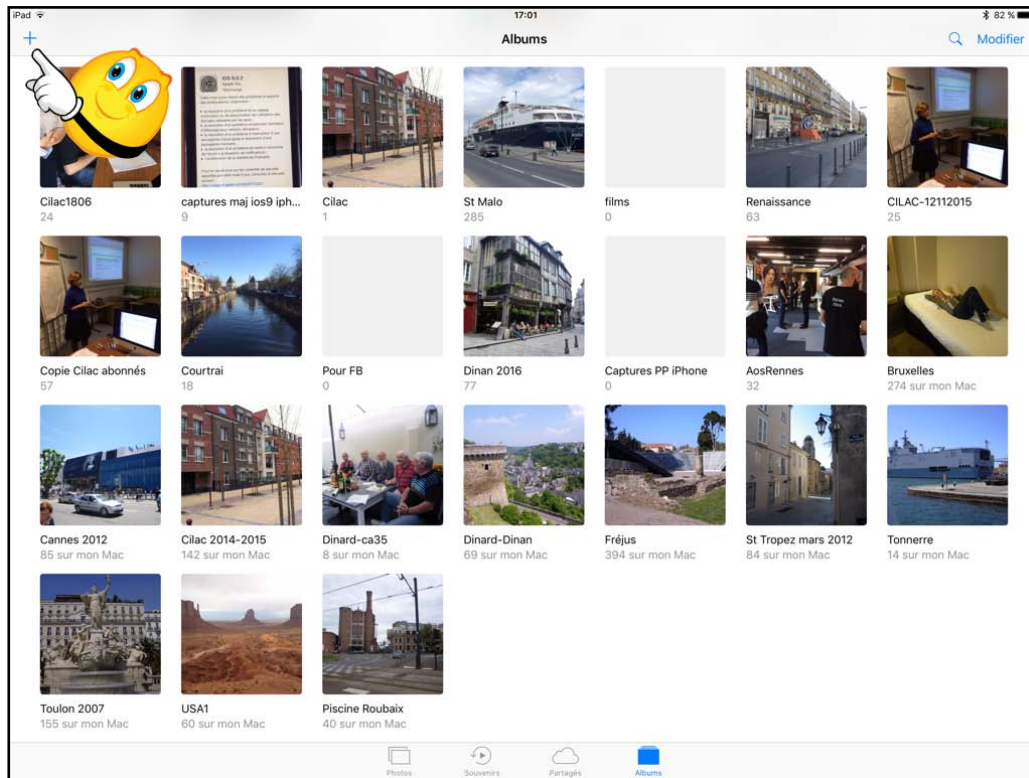 iPad
17:01
82 %
Albums
Modifier
iOS 9.0.2
Cilac1806
24
captures maj ios9 iph...
9
Cilac
1
St Malo
285
films
0
Renaissance
63
CILAC-12112015
25
Copie Cilac abonnés
57
Courtrai
18
Pour FB
0
Dinan 2016
77
Captures PP iPhone
0
AosRennes
32
Bruxelles
274 sur mon Mac
Cannes 2012
85 sur mon Mac
Cilac 2014-2015
142 sur mon Mac
Dinard-ca35
8 sur mon Mac
Dinard-Dinan
69 sur mon Mac
Fréjus
394 sur mon Mac
St Tropez mars 2012
84 sur mon Mac
Tonnerre
14 sur mon Mac
Toulon 2007
155 sur mon Mac
USA1
60 sur mon Mac
Piscine Roubaix
40 sur mon Mac
Photos
Souvenirs
Partagés
Albums